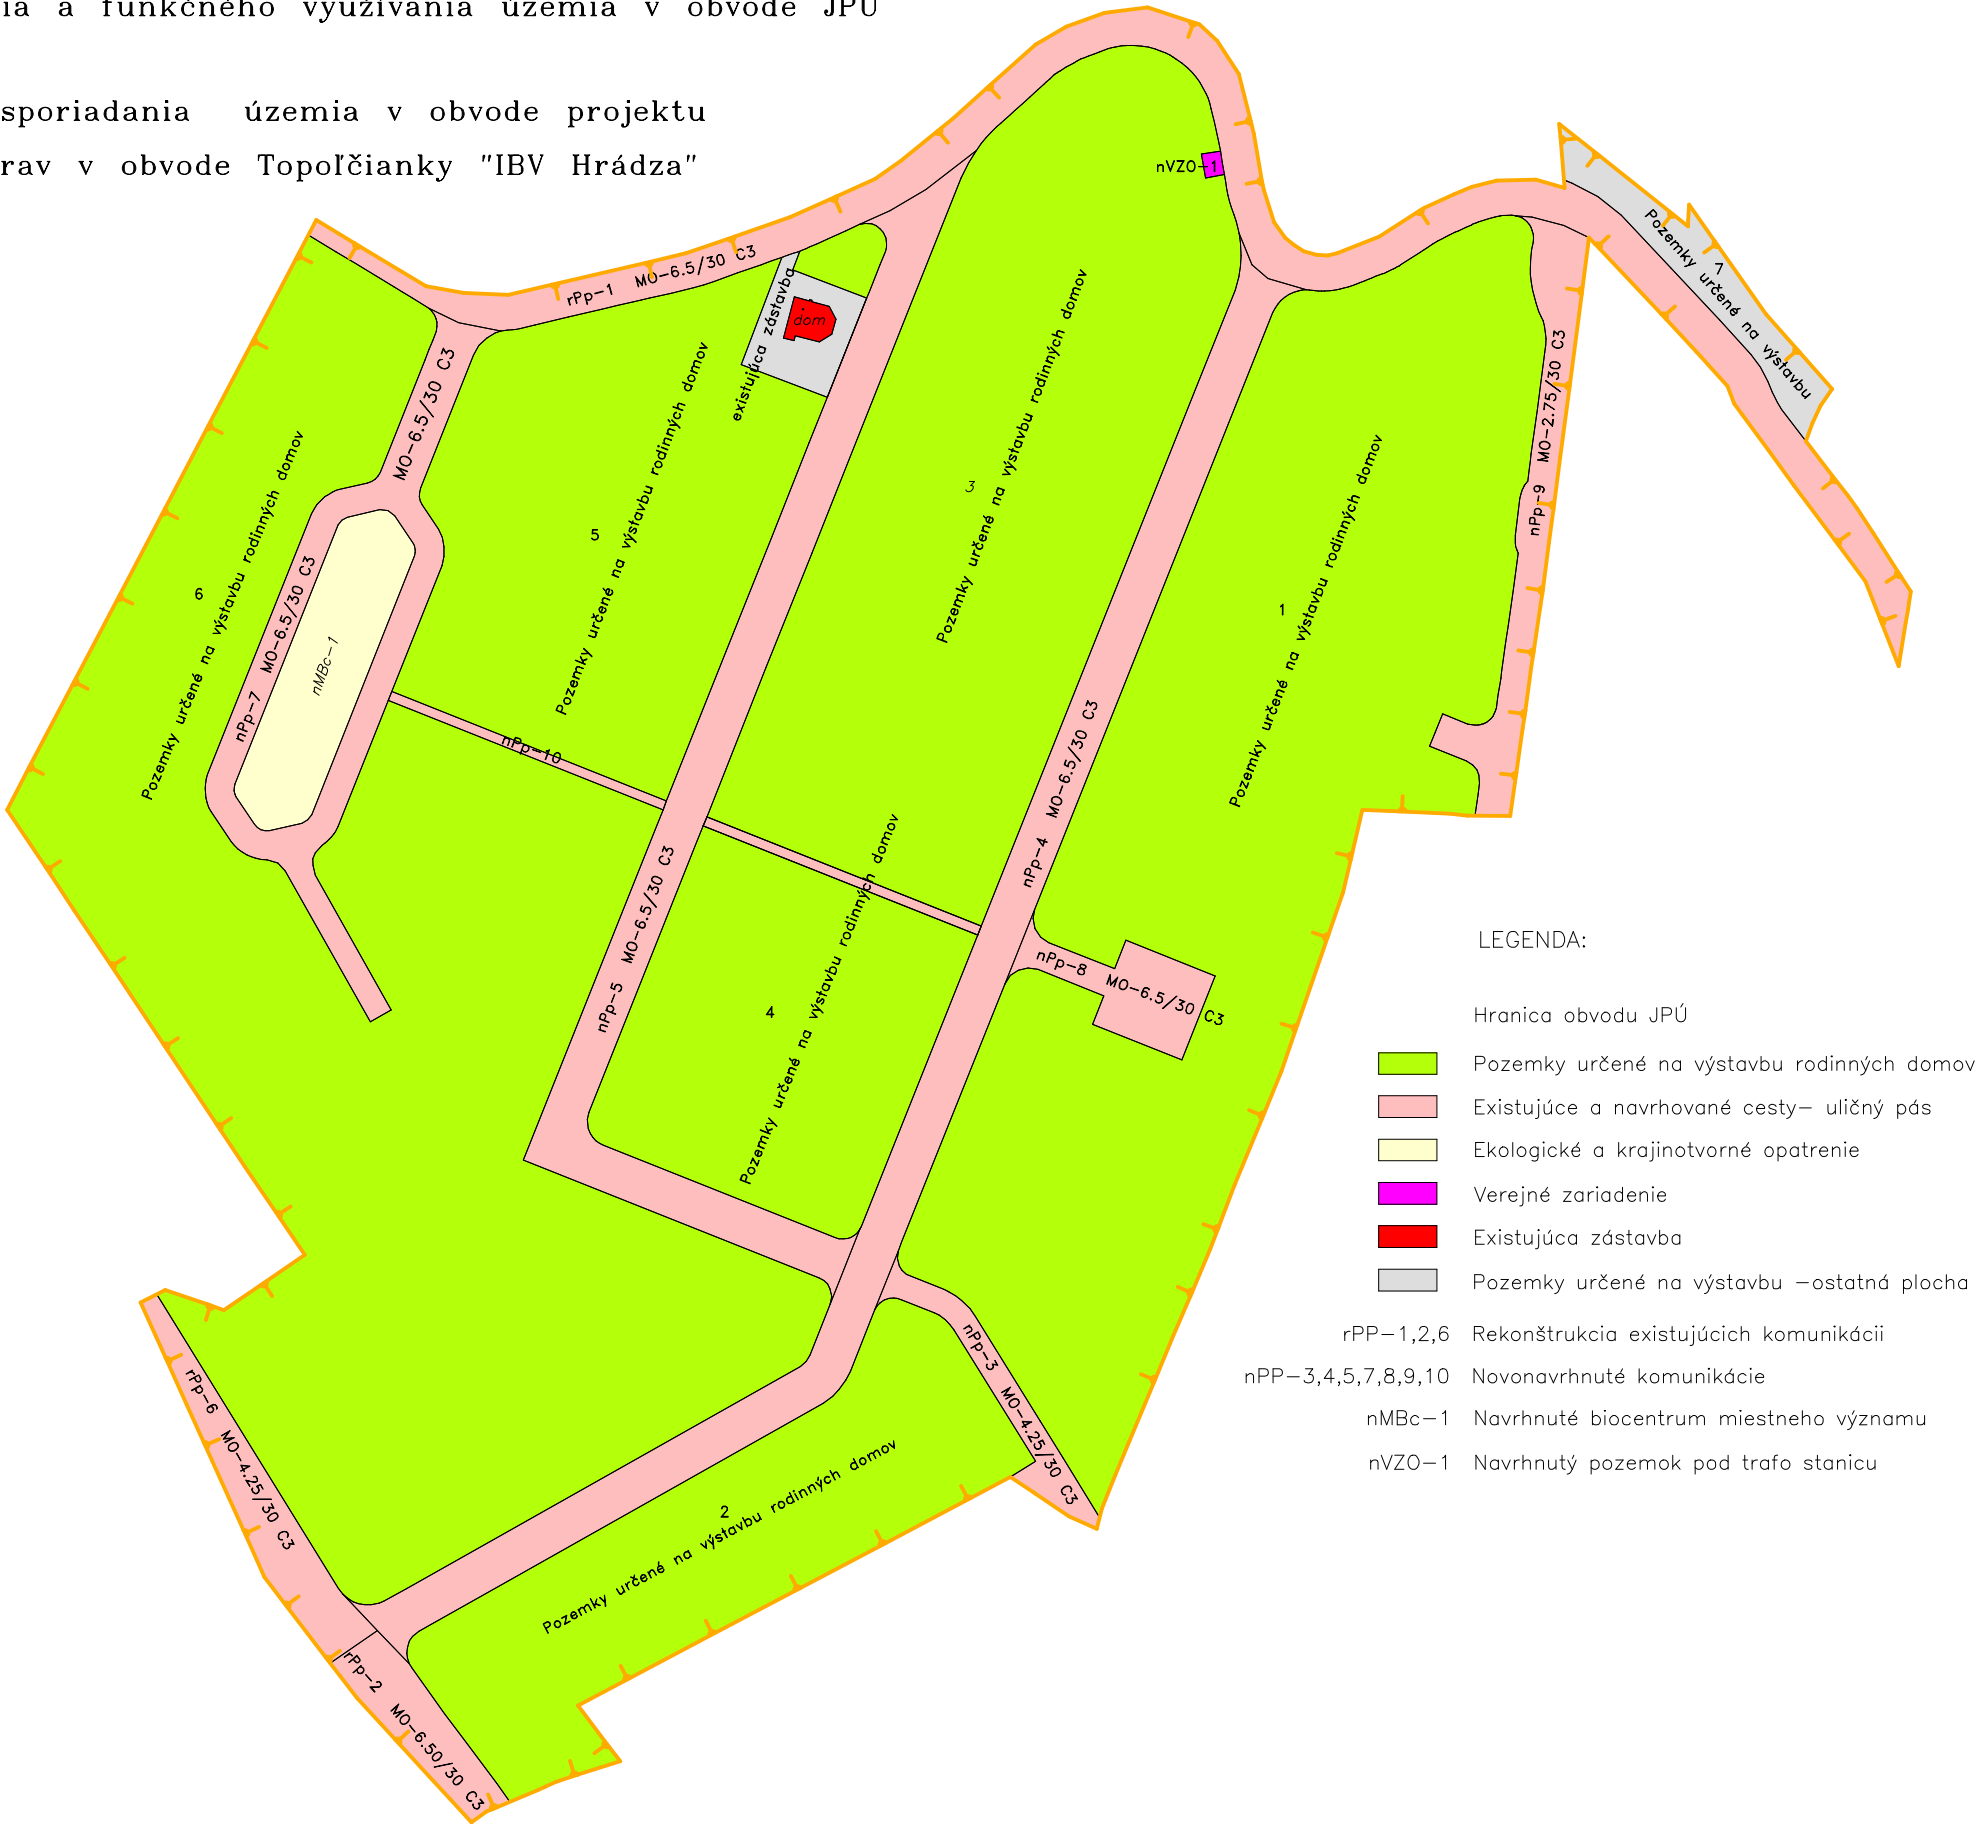 ia a funkčného využívania územia v obvode JPÚ
sporiadania územia v obvode projektu
rav v obvode Topoľčianky "IBV Hrádza"
nVZO-1
rPp-1 MO-6.5/30 C3
existujúca zástavba
dom
Pozemky určené na výstavbu
7
MO-6.5/30 C3
Pozemky určené na výstavbu rodinných domov
6
Pozemky určené na výstavbu rodinných domov
5
Pozemky určené na výstavbu rodinných domov
3
Pozemky určené na výstavbu rodinných domov
1
nPp-9 MO-2.75/30 C3
nPp-7 MO-6.5/30 C3
nMBc-1
nPp-10
nPp-5 MO-6.5/30 C3
nPp-4 MO-6.5/30 C3
Pozemky určené na výstavbu rodinných domov
4
nPp-8 MO-6.5/30 C3
nPp-3 MO-4.25/30 C3
rPp-6 MO-4.25/30 C3
2
Pozemky určené na výstavbu rodinných domov
rPp-2 MO-6.50/30 C3
LEGENDA:
Hranica obvodu JPÚ
Pozemky určené na výstavbu rodinných domov
Existujúce a navrhované cesty- uličný pás
Ekologické a krajinotvorné opatrenie
Verejné zariadenie
Existujúca zástavba
Pozemky určené na výstavbu -ostatná plocha
rPP-1,2,6 Rekonštrukcia existujúcich komunikácii
nPP-3,4,5,7,8,9,10 Novonavrhnuté komunikácie
nMBc-1 Navrhnuté biocentrum miestneho významu
nVZO-1 Navrhnutý pozemok pod trafo stanicu